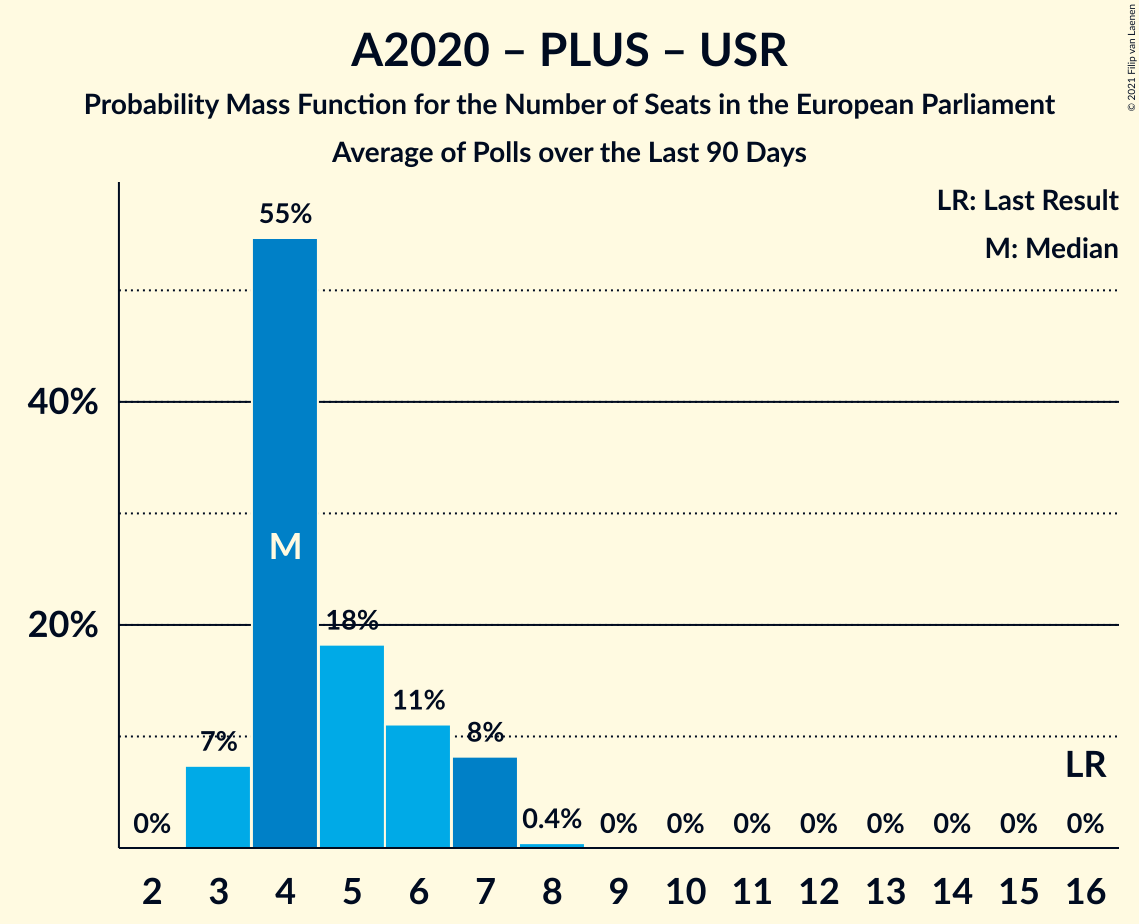 A2020 – PLUS – USR
Probability Mass Function for the Number of Seats in the European Parliament
Average of Polls over the Last 90 Days
© 2021 Filip van Laenen
LR: Last Result
M: Median
55%
40%
M
20%
18%
11%
7%
8%
LR
0%
0.4%
0% 0% 0% 0% 0% 0% 0% 0%
2 3 4 5 6 7 8 9 10 11 12 13 14 15 16